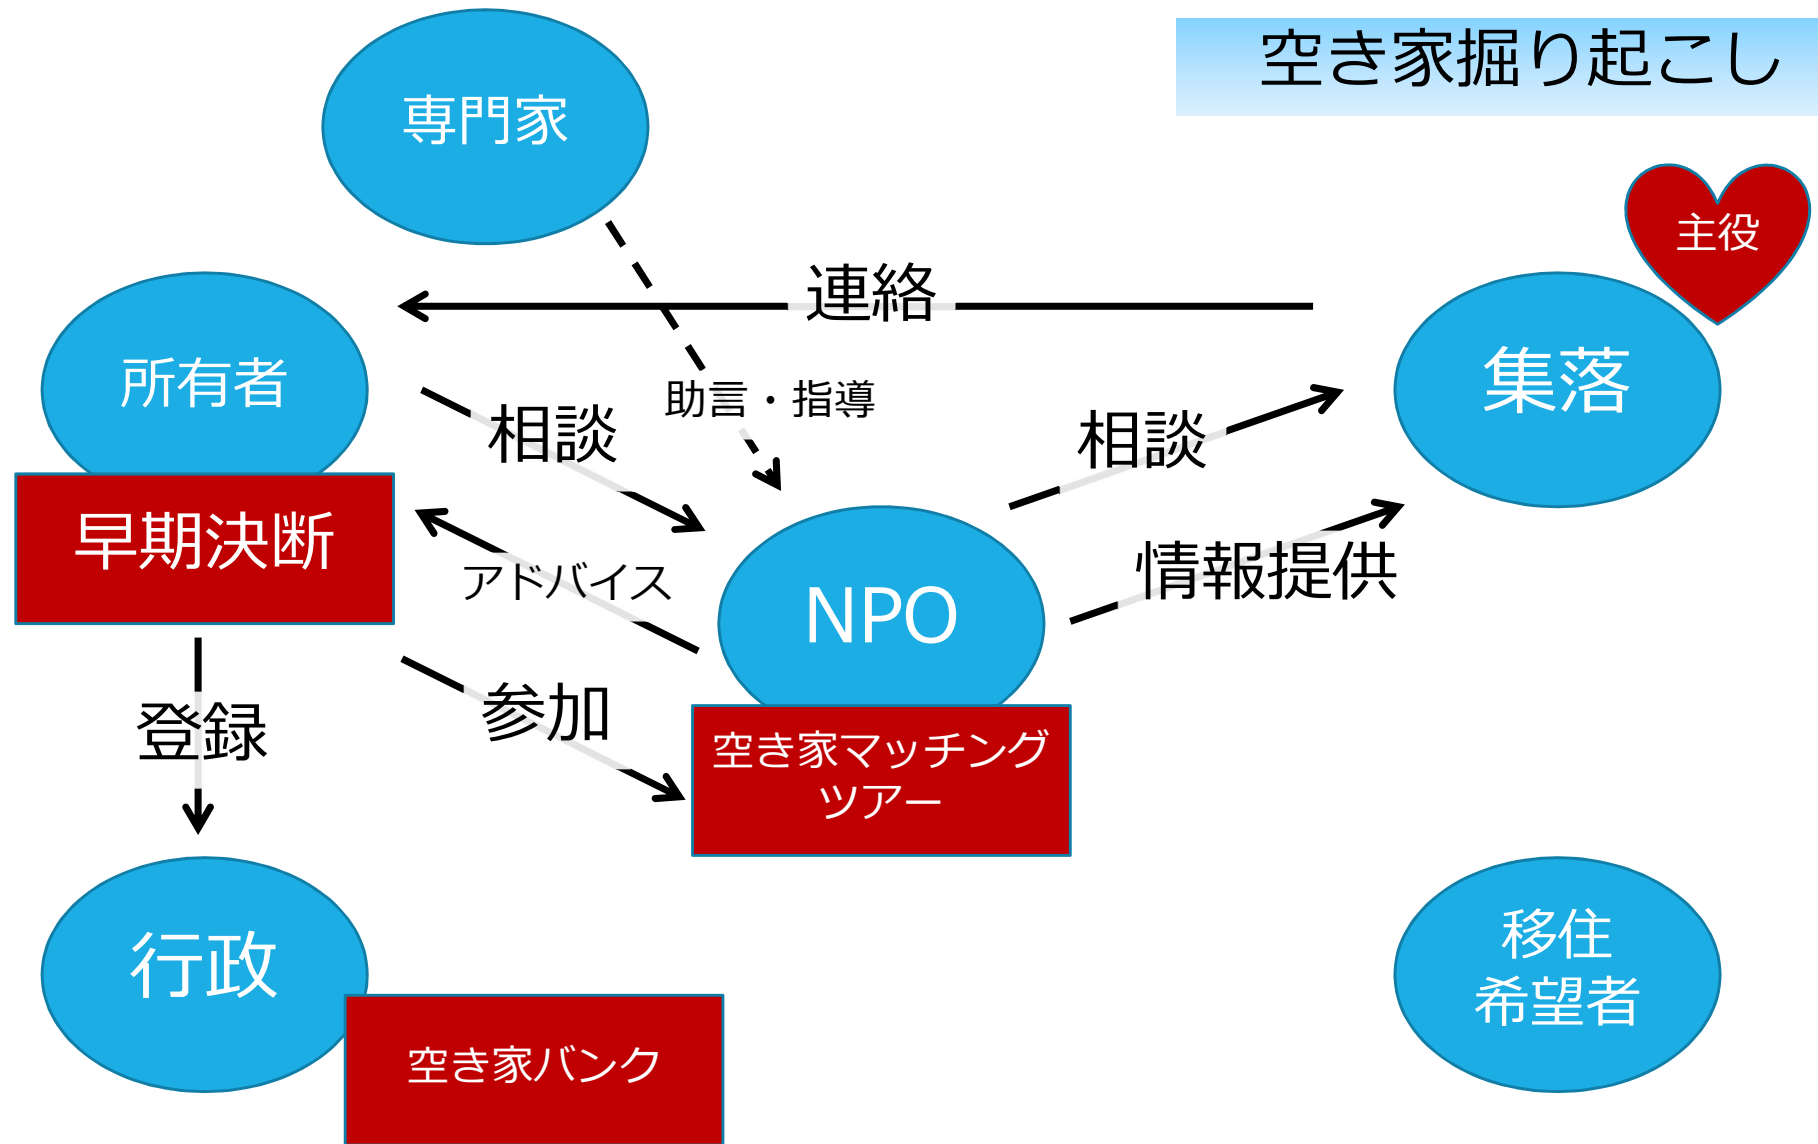 専門家
空き家掘り起こし
主役
連絡
所有者
集落
助言・指導
相談
相談
早期決断
アドバイス
情報提供
NPO
登録
参加
空き家マッチング
ツアー
行政
移住
希望者
空き家バンク